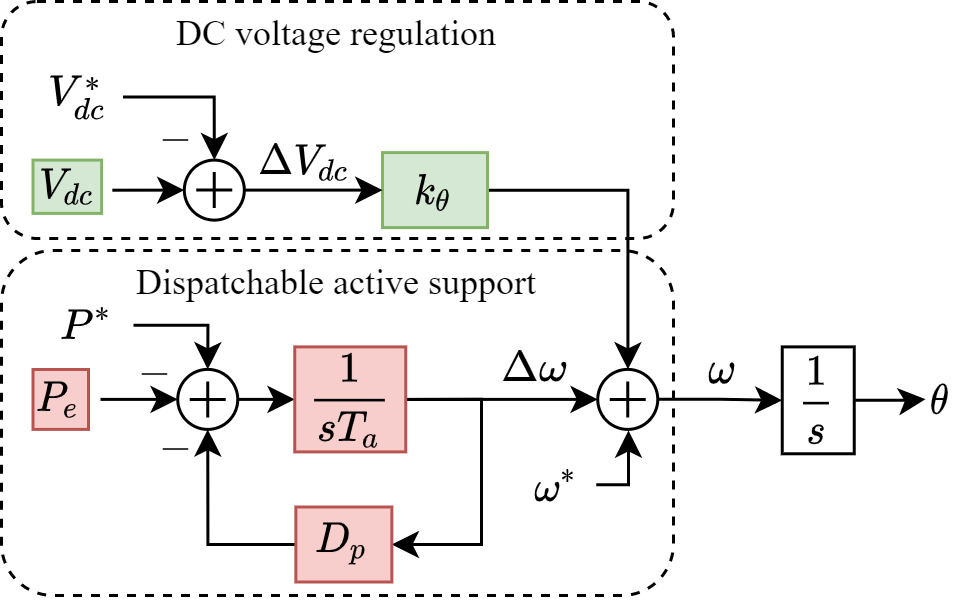 DC voltage regulation
V*dc
−
Vdc
+
ΔVdc
kθ
Dispatchable active support
P*
−
Pe
+
−
1
sTa
Δω
+
ω
1
s
θ
ω*
Dp